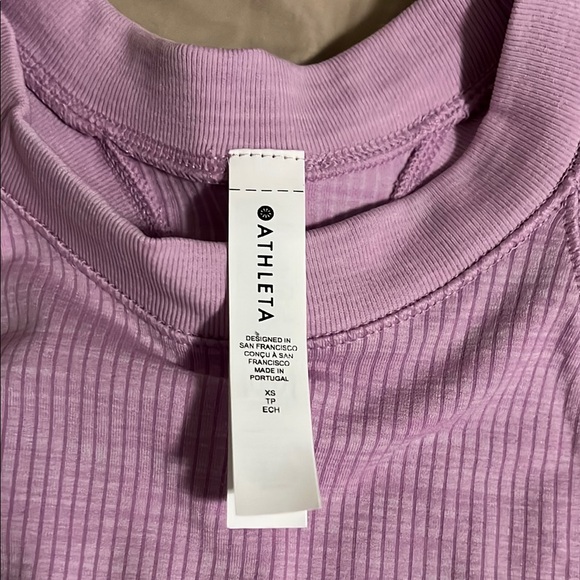 ATHLETA
DESIGNED IN
SAN FRANCISCO
CONÇU À SAN
FRANCISCO
MADE IN
PORTUGAL
XS
TP
ECH